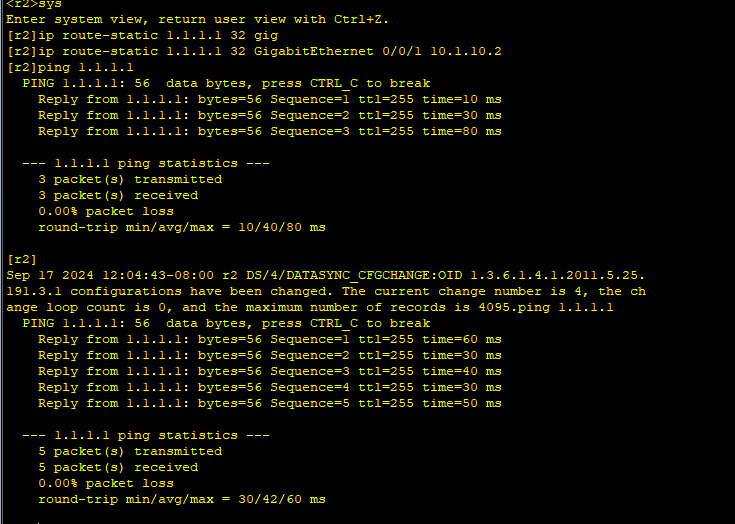 <r2>sys
Enter system view, return user view with Ctrl+Z.
[r2]ip route-static 1.1.1.1 32 gig
[r2]ip route-static 1.1.1.1 32 GigabitEthernet 0/0/1 10.1.10.2
[r2]ping 1.1.1.1
  PING 1.1.1.1: 56  data bytes, press CTRL_C to break
    Reply from 1.1.1.1: bytes=56 Sequence=1 ttl=255 time=10 ms
    Reply from 1.1.1.1: bytes=56 Sequence=2 ttl=255 time=30 ms
    Reply from 1.1.1.1: bytes=56 Sequence=3 ttl=255 time=80 ms

  --- 1.1.1.1 ping statistics ---
    3 packet(s) transmitted
    3 packet(s) received
    0.00% packet loss
    round-trip min/avg/max = 10/40/80 ms

[r2]
Sep 17 2024 12:04:43-08:00 r2 DS/4/DATASYNC_CFGCHANGE:OID 1.3.6.1.4.1.2011.5.25.
191.3.1 configurations have been changed. The current change number is 4, the ch
ange loop count is 0, and the maximum number of records is 4095.ping 1.1.1.1
  PING 1.1.1.1: 56  data bytes, press CTRL_C to break
    Reply from 1.1.1.1: bytes=56 Sequence=1 ttl=255 time=60 ms
    Reply from 1.1.1.1: bytes=56 Sequence=2 ttl=255 time=30 ms
    Reply from 1.1.1.1: bytes=56 Sequence=3 ttl=255 time=40 ms
    Reply from 1.1.1.1: bytes=56 Sequence=4 ttl=255 time=30 ms
    Reply from 1.1.1.1: bytes=56 Sequence=5 ttl=255 time=50 ms

  --- 1.1.1.1 ping statistics ---
    5 packet(s) transmitted
    5 packet(s) received
    0.00% packet loss
    round-trip min/avg/max = 30/42/60 ms